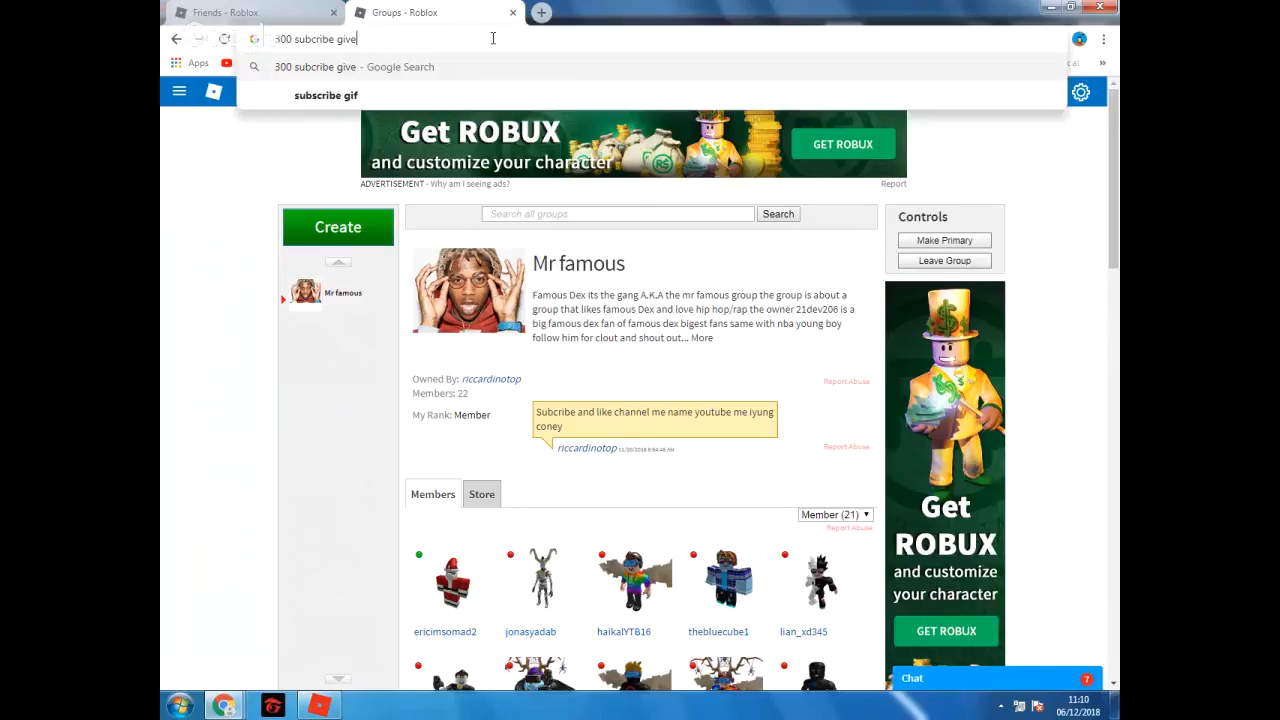 Friends - Roblox
Groups - Roblox
300 subcribe give
Apps
300 subcribe give - Google Search
subscribe gif
Get ROBUX
and customize your character
GET ROBUX
ADVERTISEMENT - Why am I seeing ads?
Report
Create
Mr famous
Search all groups
Search
Mr famous
Famous Dex its the gang A.K.A the mr famous group the group is about a
group that likes famous Dex and love hip hop/rap the owner 21dev206 is a
big famous dex fan of famous dex bigest fans same with nba young boy
follow him for clout and shout out... More
Owned By: riccardinotop
Report Abuse
Members: 22
My Rank: Member
Subcribe and like channel me name youtube me iyung
coney
riccardinotop
Report Abuse
Members
Store
Member (21)
Report Abuse
ericimsomad2
jonasyadab
haikalYTB16
thebluecube1
lian_xd345
Controls
Make Primary
Leave Group
Get
ROBUX
and customize
your character
GET ROBUX
Chat
7
11:10
06/12/2018